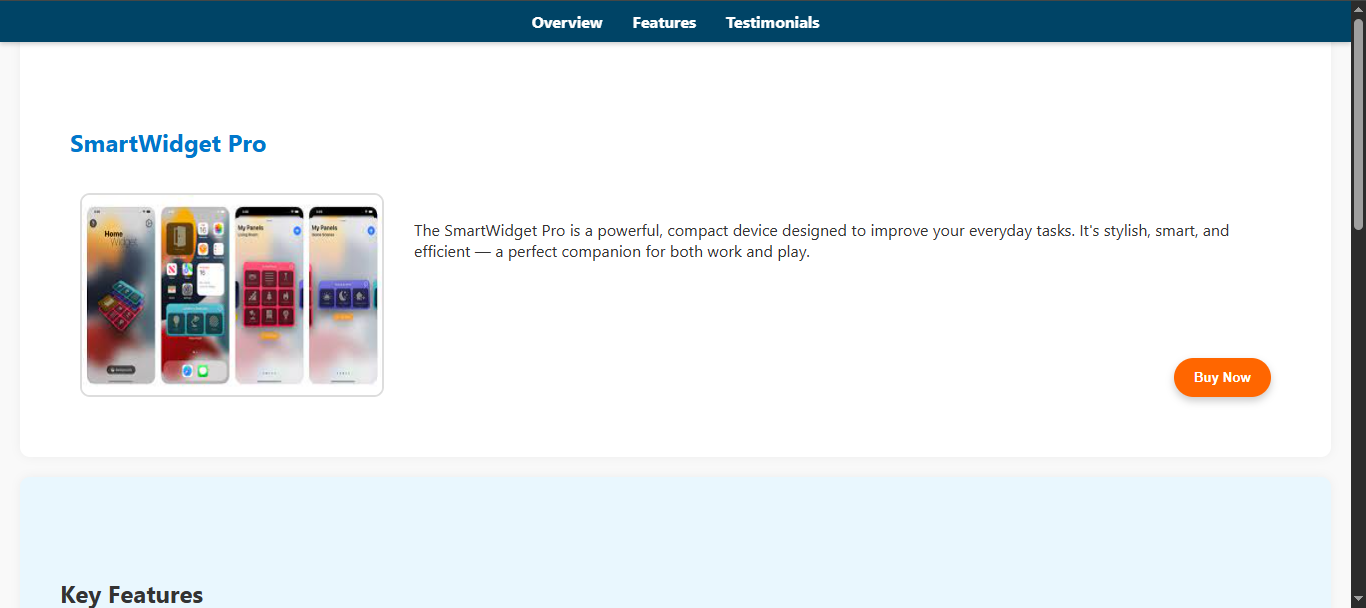 Overview Features Testimonials
SmartWidget Pro
Home
Widget
My Panels
My Panels
The SmartWidget Pro is a powerful, compact device designed to improve your everyday tasks. It's stylish, smart, and
efficient — a perfect companion for both work and play.
Buy Now
Key Features